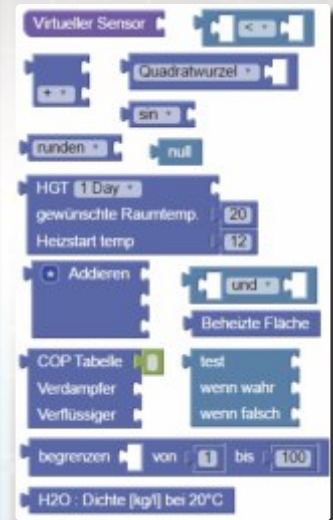 Virtueller Sensor <
+ Quadratwurzel
sin
runden null
HGT 1 Day
gewünschte Raumtemp. 20
Heizstart temp 12
Addieren
und
Beheizte Fläche
COP Tabelle test
Verdampfer wenn wahr
Verflüssiger wenn falsch
begrenzen von 1 bis 100
H2O : Dichte [kg/l] bei 20°C